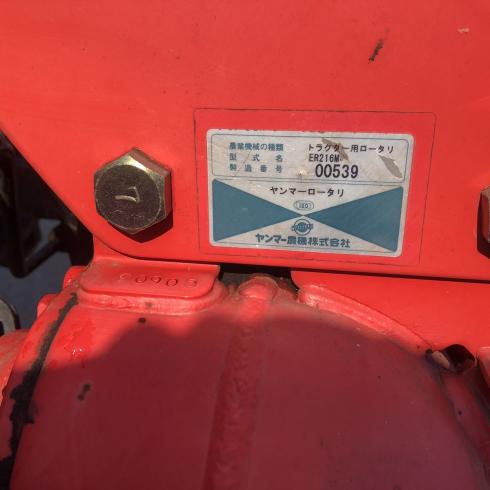 農業機械の種類 トラクター用ロータリ
型式名 ER216M
製造番号 00539
ヤンマーロータリ
ヤンマー農機株式会社
7